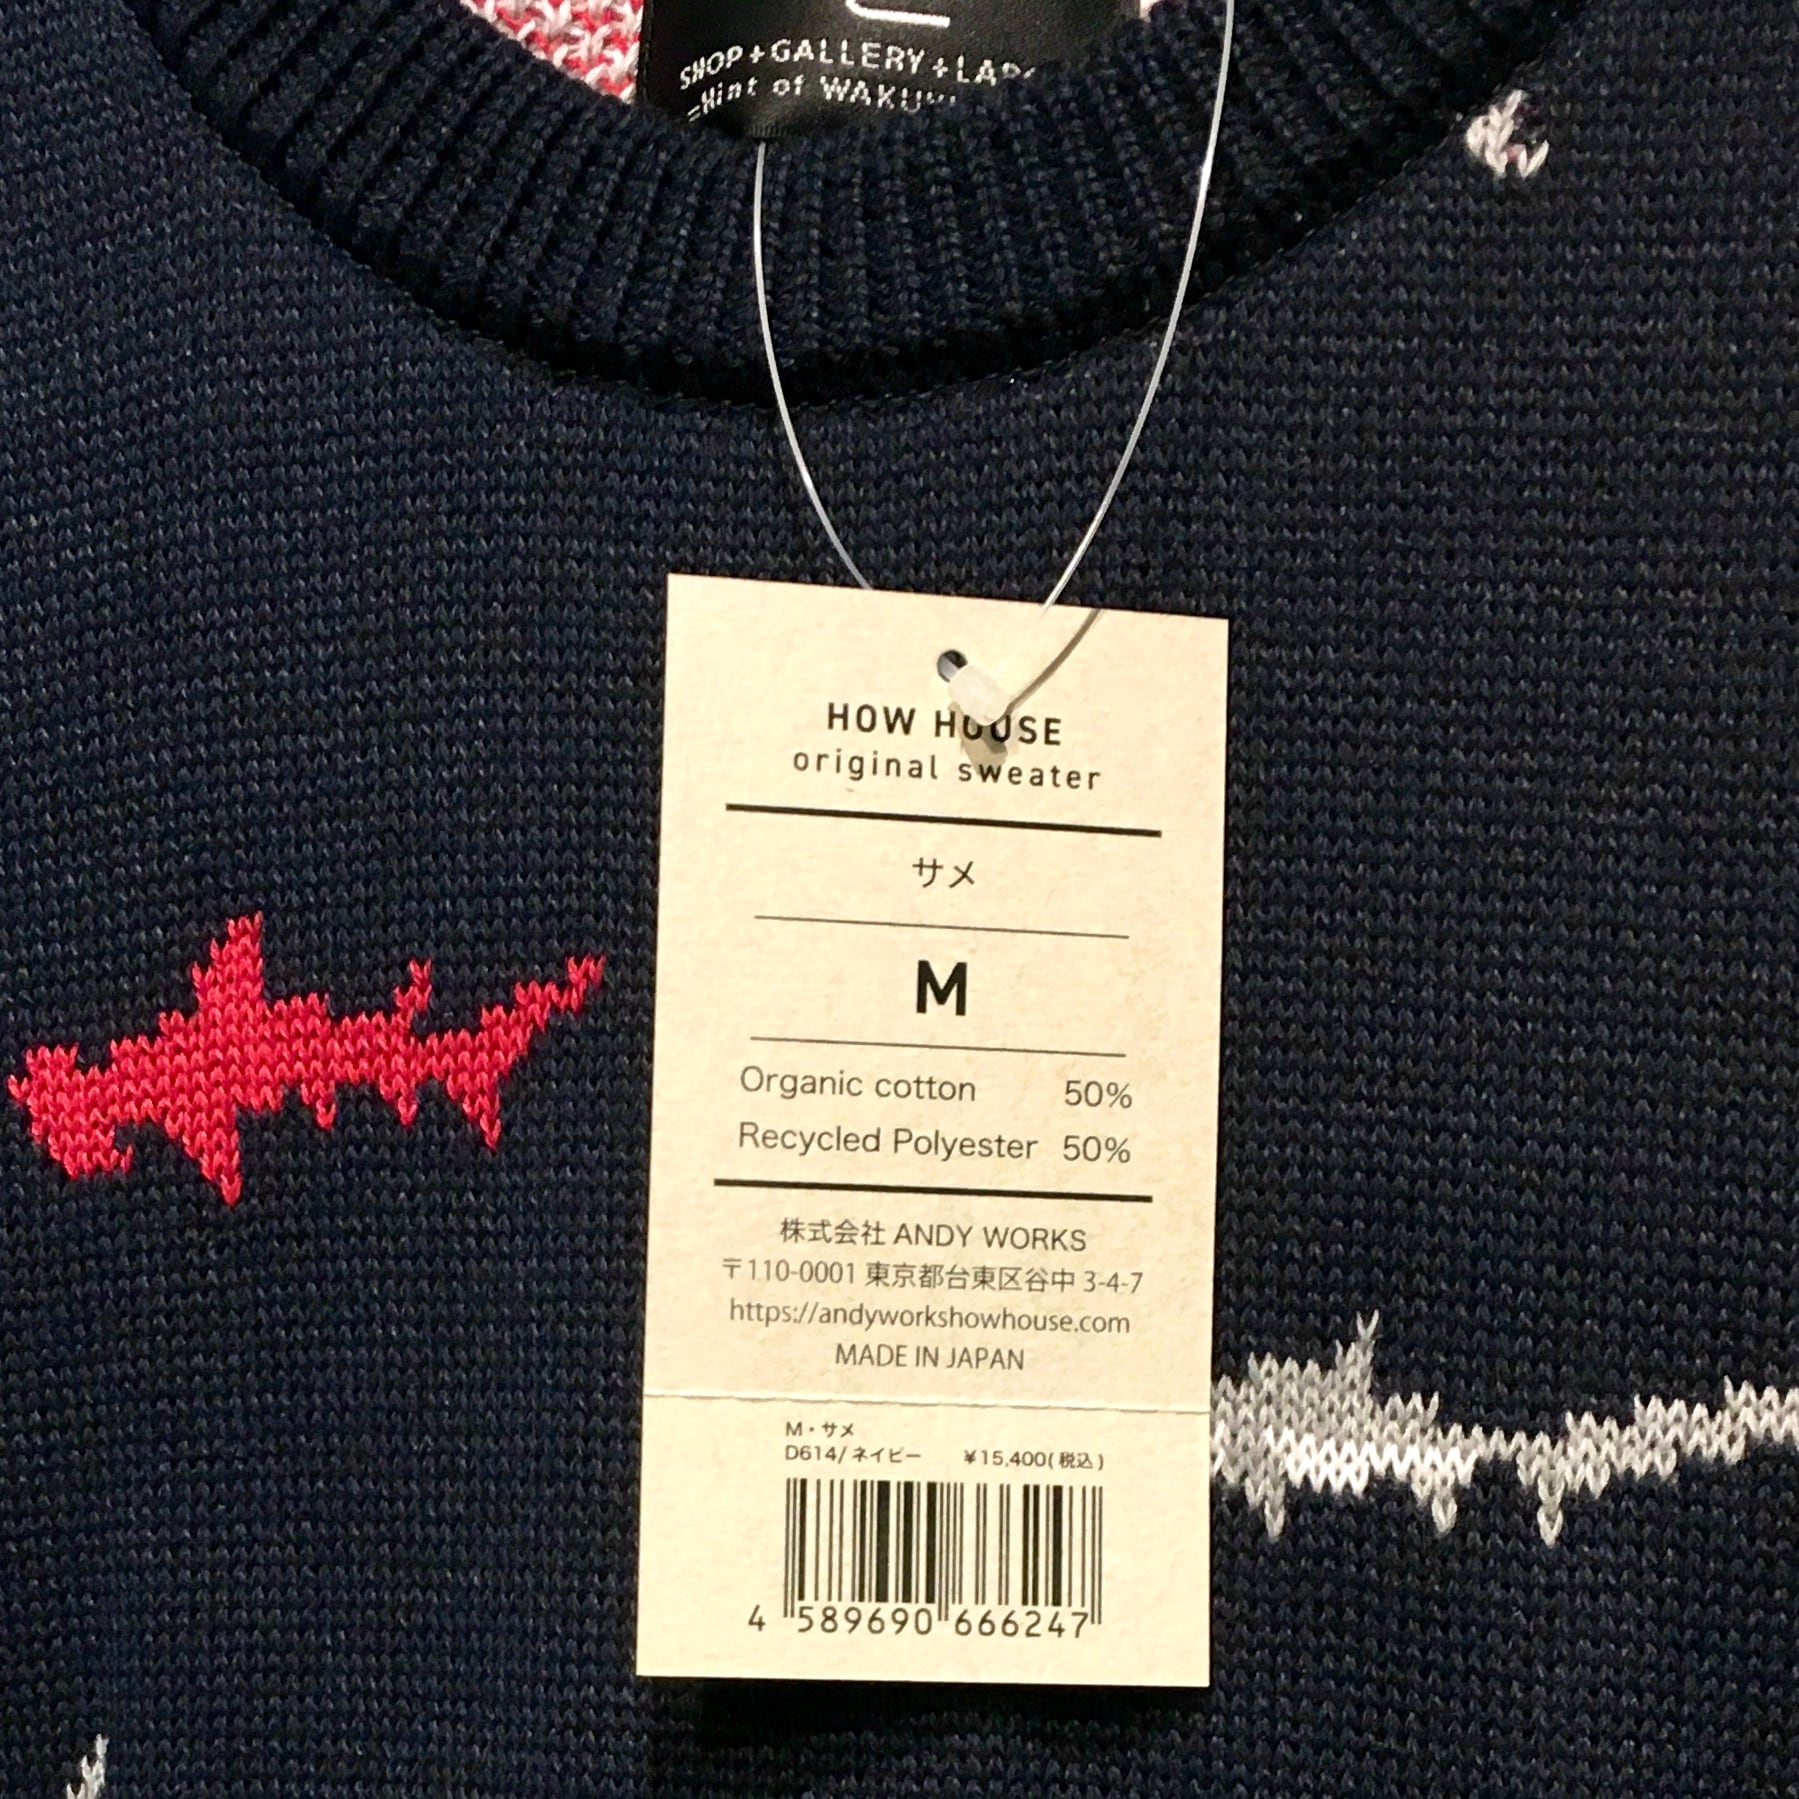 SHOP+GALLERY+
Hint of
HOW HOUSE
original sweater
サメ
M
Organic cotton 50%
Recycled Polyester 50%
株式会社 ANDY WORKS
〒110-0001 東京都台東区谷中 3-4-7
https://andyworkshowhouse.com
MADE IN JAPAN
M・サメ
D614/ネイビー ¥15,400(税込)
4 589690 666247